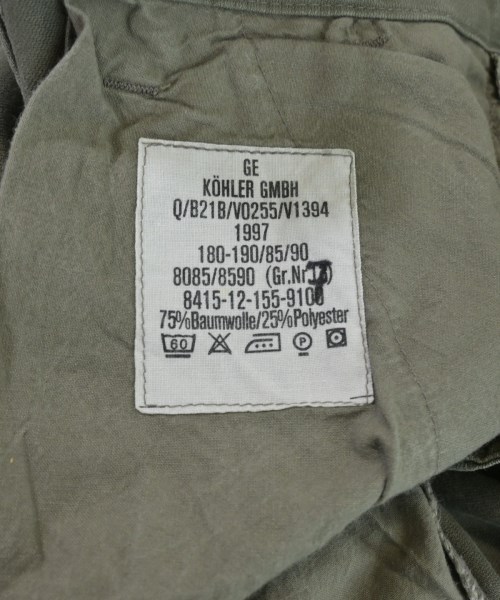 GE
KÖHLER GMBH
Q/B21B/V0255/V1394
1997
180-190/85/90
8085/8590 (Gr.Nr
8415-12-155-910
75%Baumwolle/25%Polyester
60 P